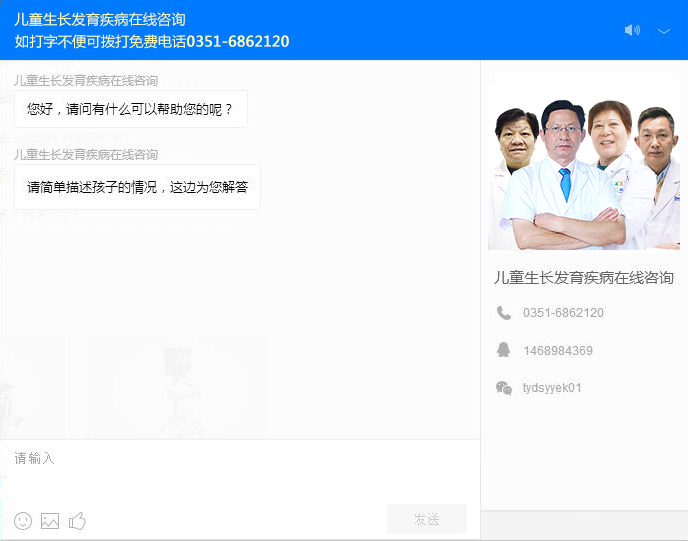 儿童生长发育疾病在线咨询
如打字不便可拨打免费电话0351-6862120
儿童生长发育疾病在线咨询
您好，请问有什么可以帮助您的呢？
儿童生长发育疾病在线咨询
请简单描述孩子的情况，这边为您解答
儿童生长发育疾病在线咨询
0351-6862120
1468984369
tydsyyek01
请输入
发送